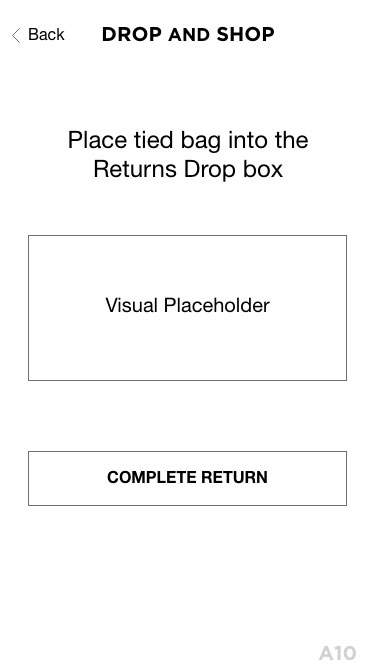 Back
DROP AND SHOP
Place tied bag into the
Returns Drop box
Visual Placeholder
COMPLETE RETURN
A10